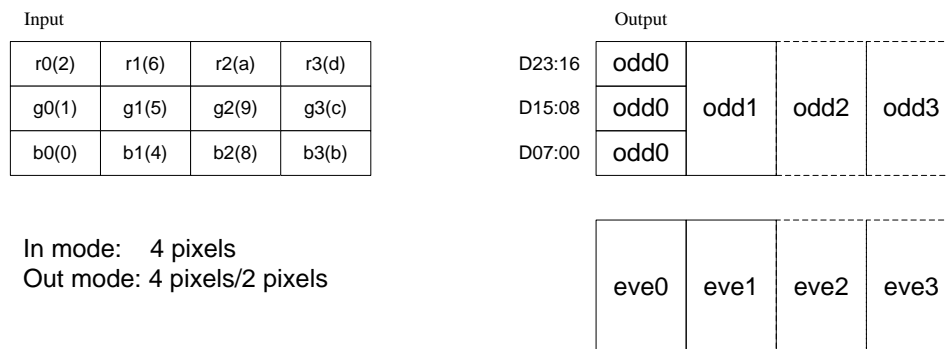 Input
r0(2) r1(6) r2(a) r3(d)
g0(1) g1(5) g2(9) g3(c)
b0(0) b1(4) b2(8) b3(b)
In mode: 4 pixels
Out mode: 4 pixels/2 pixels
Output
D23:16 odd0
D15:08 odd0 odd1 odd2 odd3
D07:00 odd0
eve0 eve1 eve2 eve3